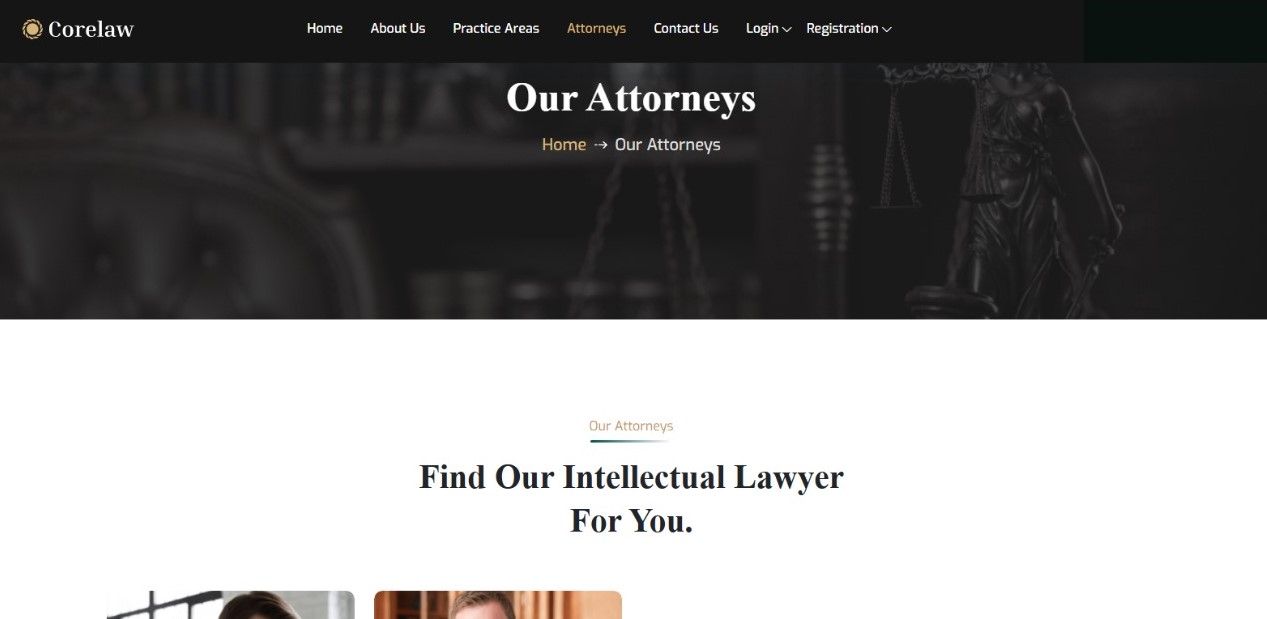 Corelaw
Home About Us Practice Areas Attorneys Contact Us Login Registration
Our Attorneys
Home ⇢ Our Attorneys
Our Attorneys
Find Our Intellectual Lawyer
For You.